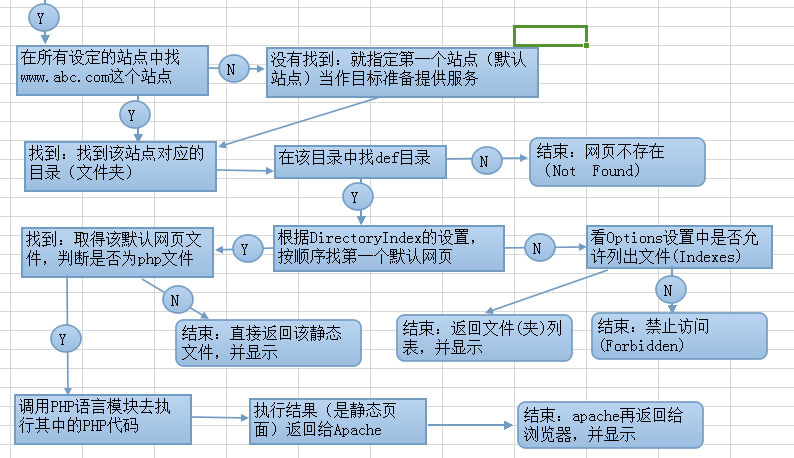 Y
在所有设定的站点中找
www.abc.com这个站点
N
没有找到：就指定第一个站点（默认
站点）当作目标准备提供服务
Y
找到：找到该站点对应的
目录（文件夹）
在该目录中找def目录
N
结束：网页不存在
（Not Found）
Y
找到：取得该默认网页文
件，判断是否为php文件
Y
根据DirectoryIndex的设置，
按顺序找第一个默认网页
N
看Options设置中是否允
许列出文件(Indexes)
N
N
结束：直接返回该静态
文件，并显示
结束：返回文件(夹)列
表，并显示
结束：禁止访问
(Forbidden)
Y
调用PHP语言模块去执
行其中的PHP代码
执行结果（是静态页
面）返回给Apache
结束：apache再返回给
浏览器，并显示